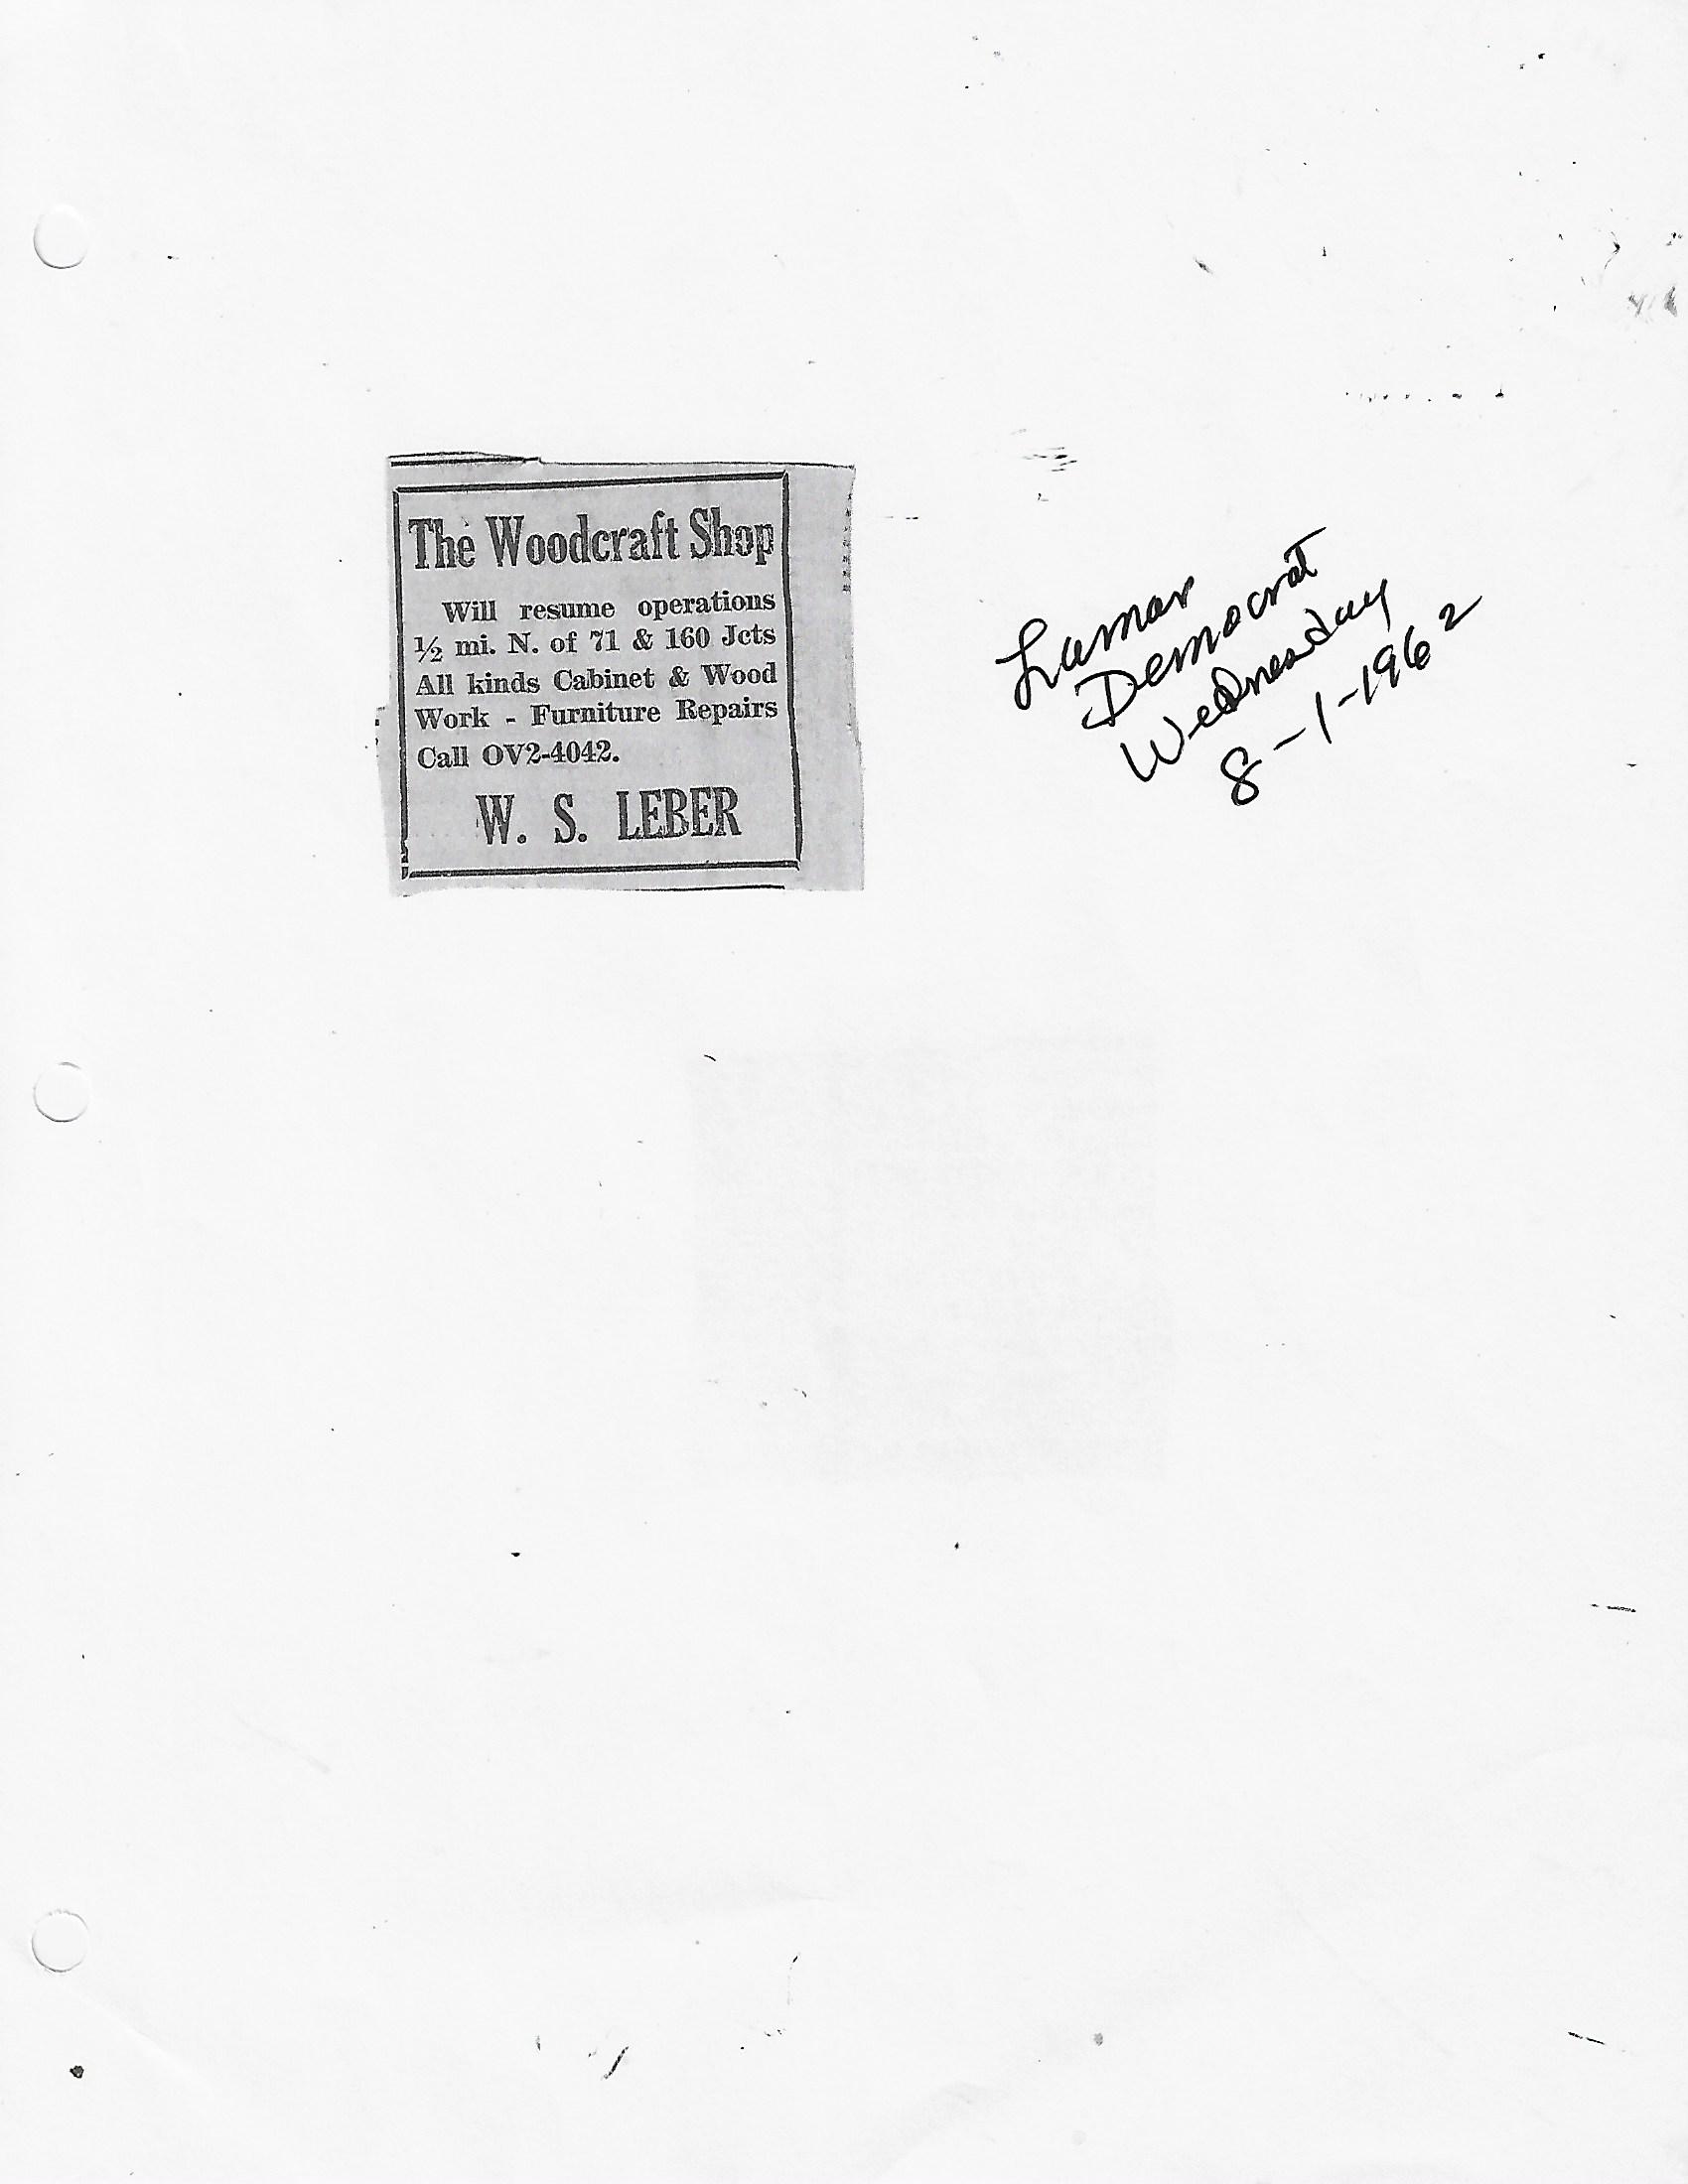 The Woodcraft Shop
Will resume operations
½ mi. N. of 71 & 160 Jcts
All kinds Cabinet & Wood
Work - Furniture Repairs
Call OV2-4042.
W. S. LEBER
Lamar
Democrat
Wednesday
8-1-1962